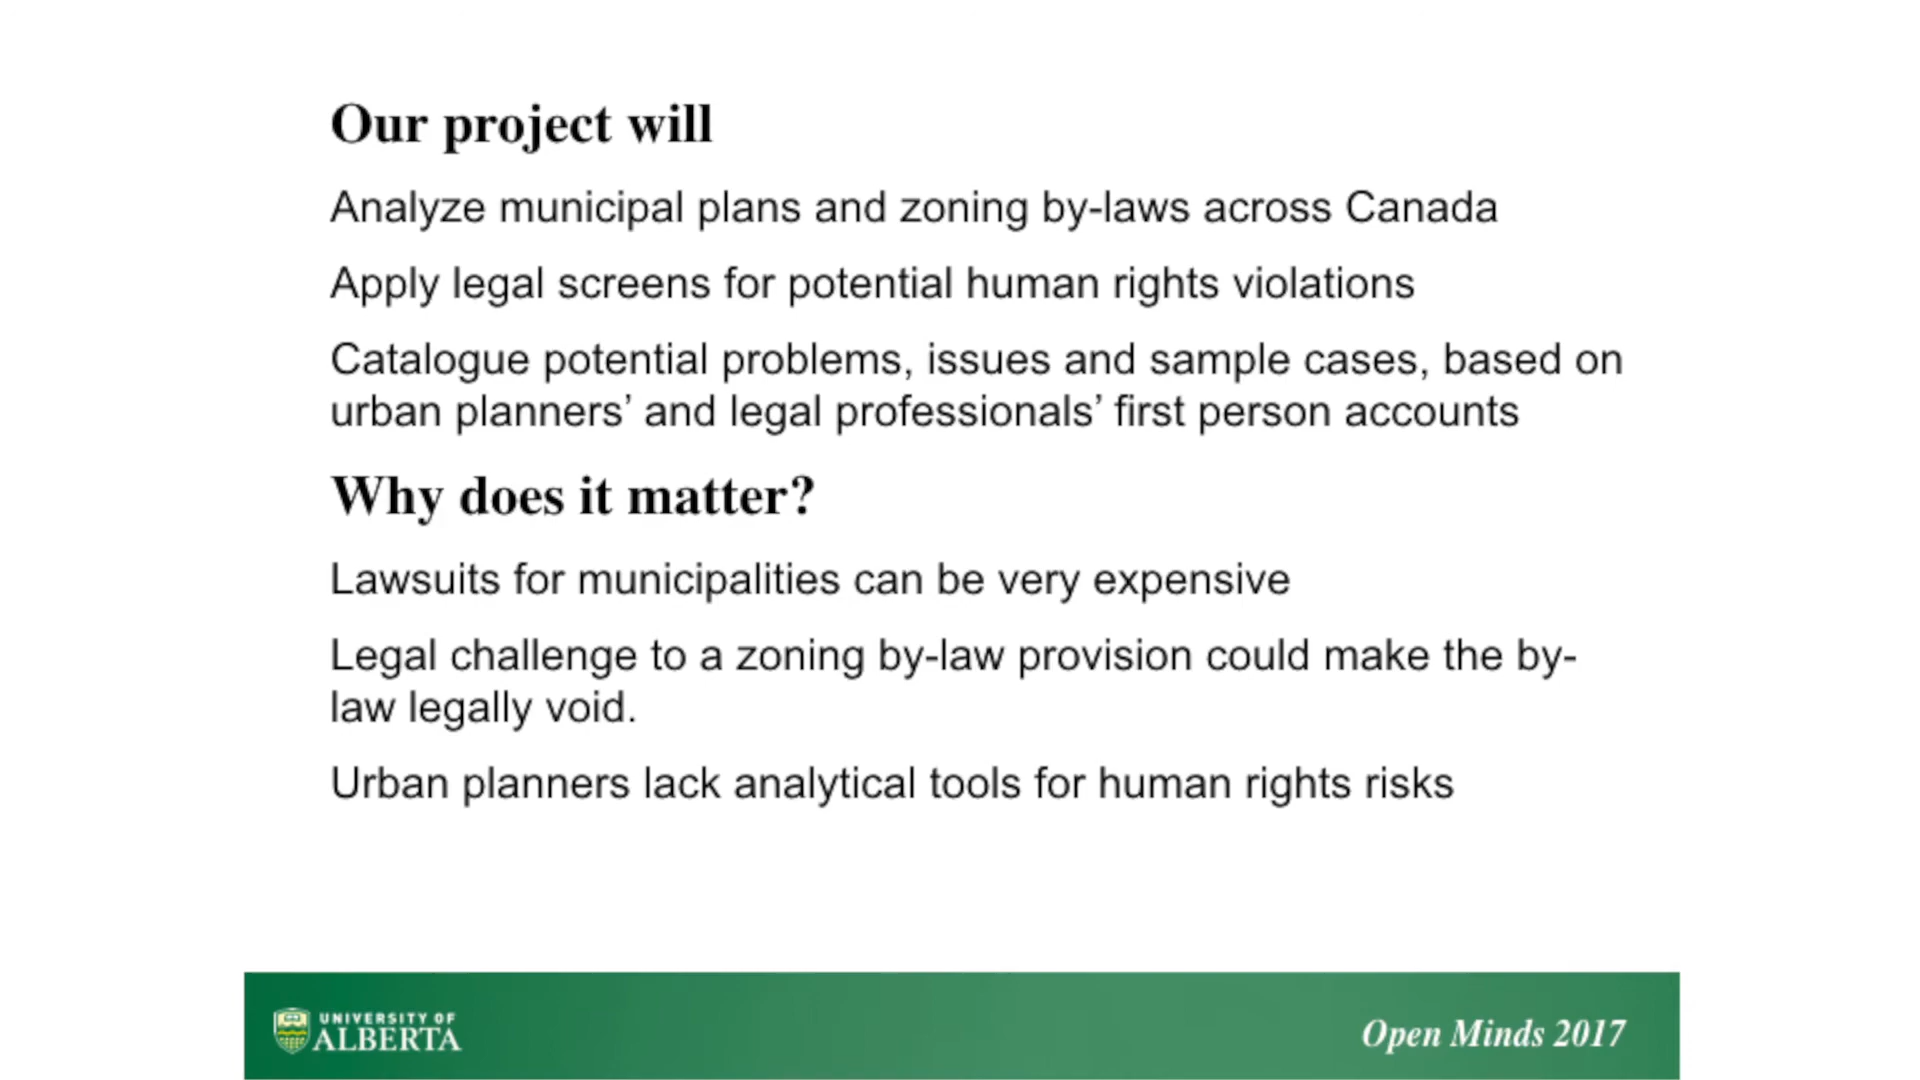 Our project will
Analyze municipal plans and zoning by-laws across Canada
Apply legal screens for potential human rights violations
Catalogue potential problems, issues and sample cases, based on
urban planners’ and legal professionals’ first person accounts
Why does it matter?
Lawsuits for municipalities can be very expensive
Legal challenge to a zoning by-law provision could make the by-
law legally void.
Urban planners lack analytical tools for human rights risks
UNIVERSITY OF
ALBERTA
Open Minds 2017